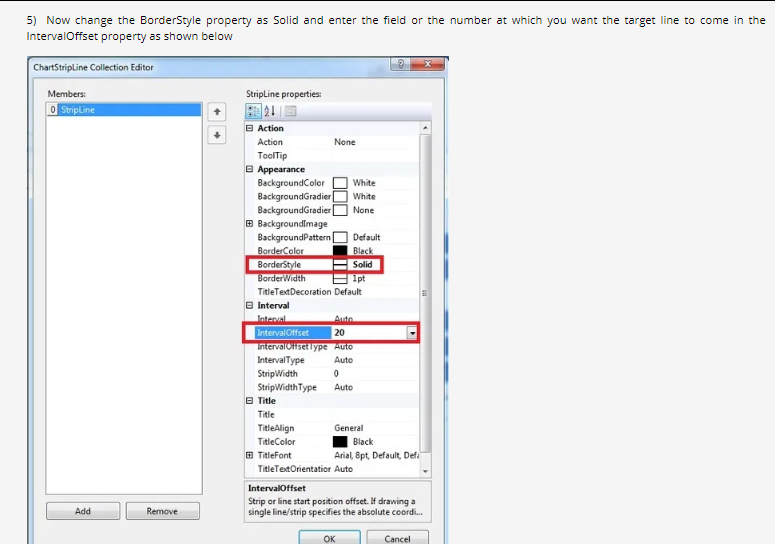 5) Now change the BorderStyle property as Solid and enter the field or the number at which you want the target line to come in the
IntervalOffset property as shown below
ChartStripLine Collection Editor
Members:
0 StripLine
Add Remove
StripLine properties:
Action
Action None
ToolTip
Appearance
BackgroundColor White
BackgroundGradier White
BackgroundGradier None
BackgroundImage
BackgroundPattern Default
BorderColor Black
BorderStyle Solid
BorderWidth 1pt
TitleTextDecoration Default
Interval
Interval Auto
IntervalOffset 20
IntervalOffsetType Auto
IntervalType Auto
StripWidth 0
StripWidthType Auto
Title
Title
TitleAlign General
TitleColor Black
TitleFont Arial, 8pt, Default, Defa
TitleTextOrientatior Auto
IntervalOffset
Strip or line start position offset. If drawing a
single line/strip specifies the absolute coordi...
OK Cancel